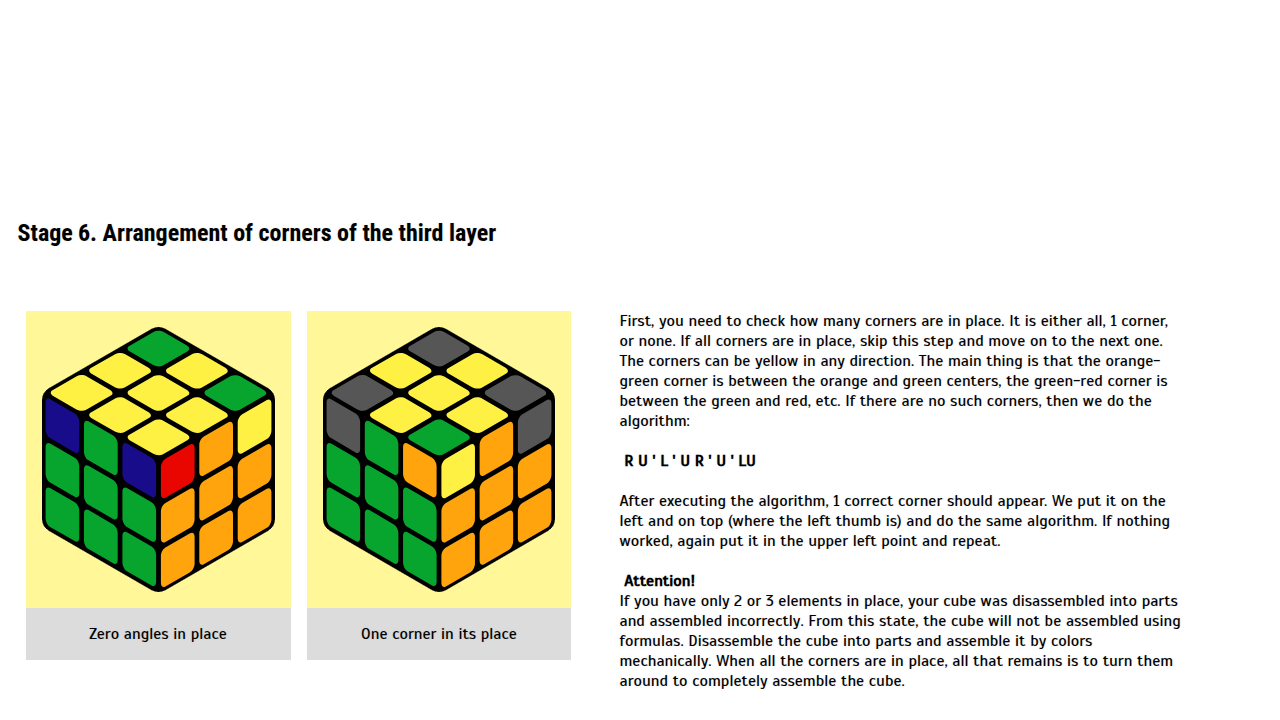 Stage 6. Arrangement of corners of the third layer
Zero angles in place
One corner in its place
First, you need to check how many corners are in place. It is either all, 1 corner,
or none. If all corners are in place, skip this step and move on to the next one.
The corners can be yellow in any direction. The main thing is that the orange-
green corner is between the orange and green centers, the green-red corner is
between the green and red, etc. If there are no such corners, then we do the
algorithm:
R U ' L ' U R ' U ' LU
After executing the algorithm, 1 correct corner should appear. We put it on the
left and on top (where the left thumb is) and do the same algorithm. If nothing
worked, again put it in the upper left point and repeat.
Attention!
If you have only 2 or 3 elements in place, your cube was disassembled into parts
and assembled incorrectly. From this state, the cube will not be assembled using
formulas. Disassemble the cube into parts and assemble it by colors
mechanically. When all the corners are in place, all that remains is to turn them
around to completely assemble the cube.